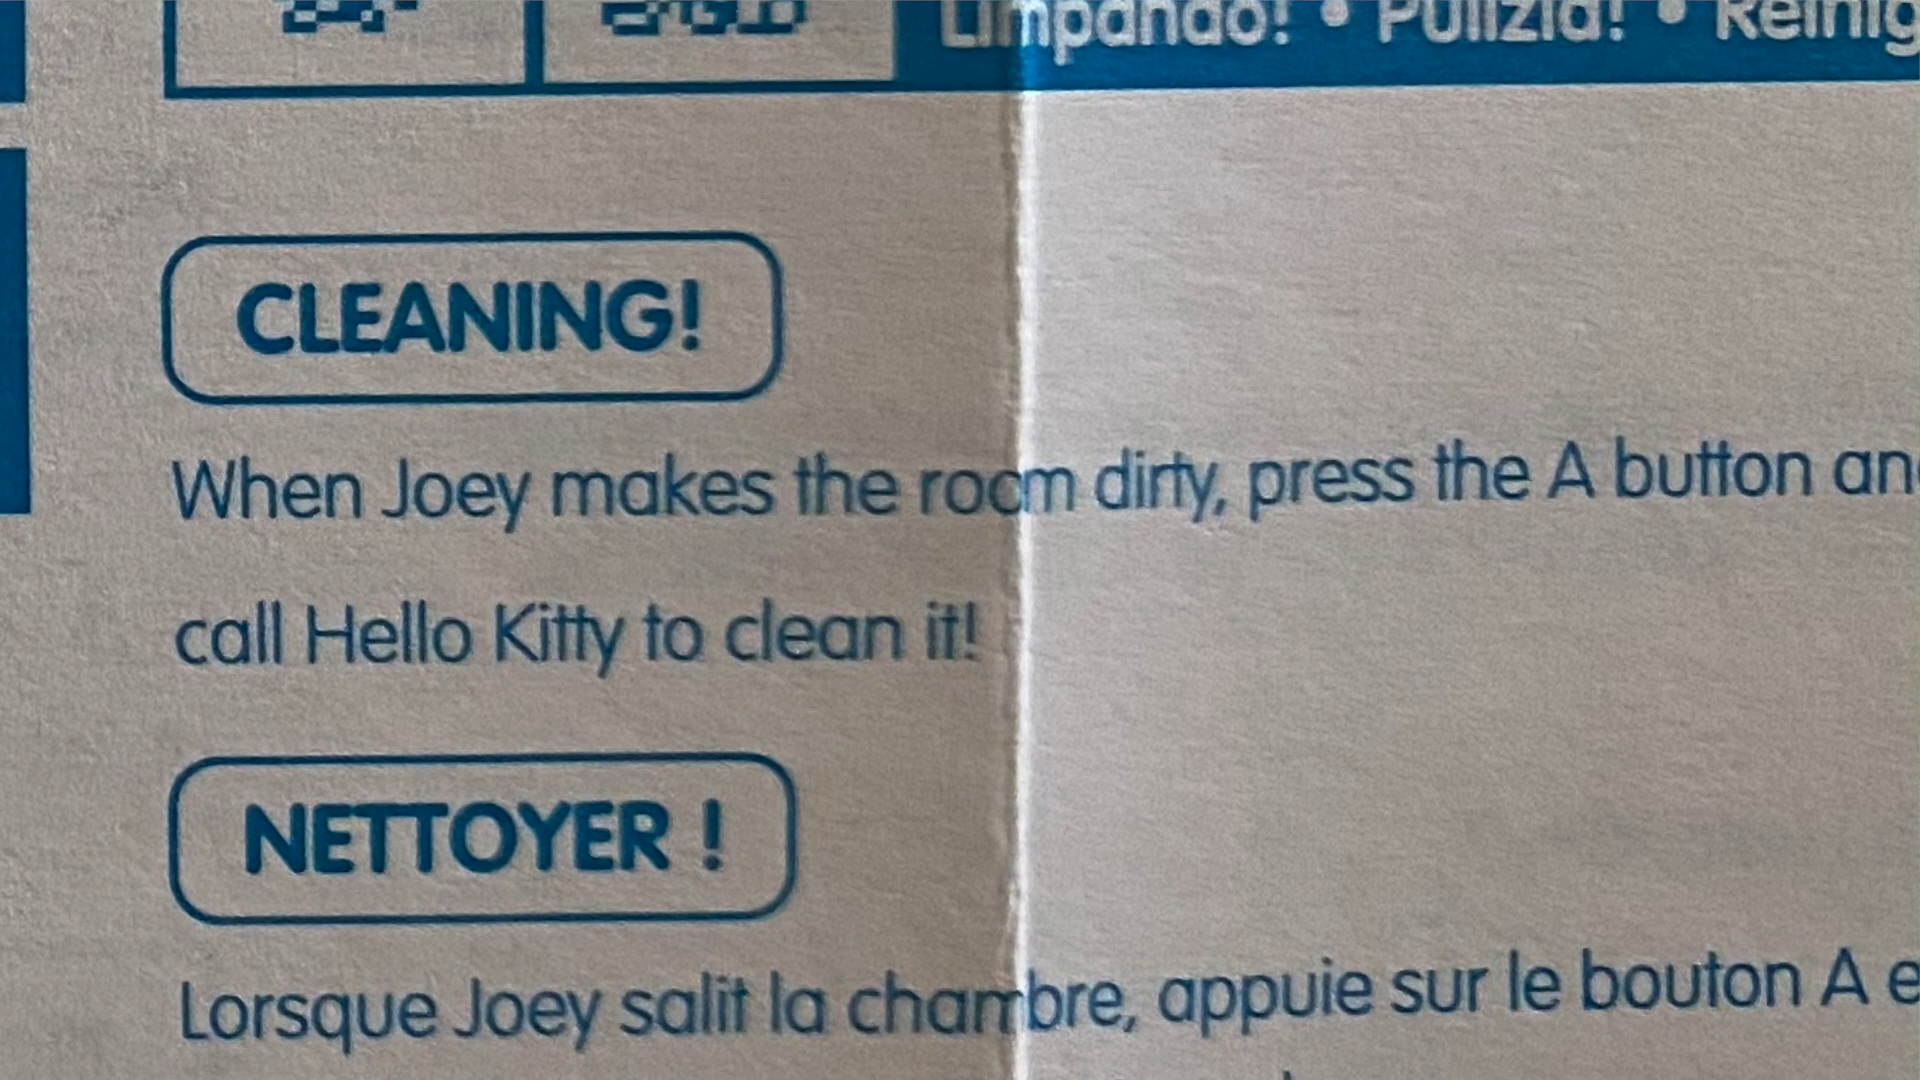 Limpando! • Pulizia! • Reinig
CLEANING!
When Joey makes the room dirty, press the A button and
call Hello Kitty to clean it!
NETTOYER !
Lorsque Joey salit la chambre, appuie sur le bouton A e